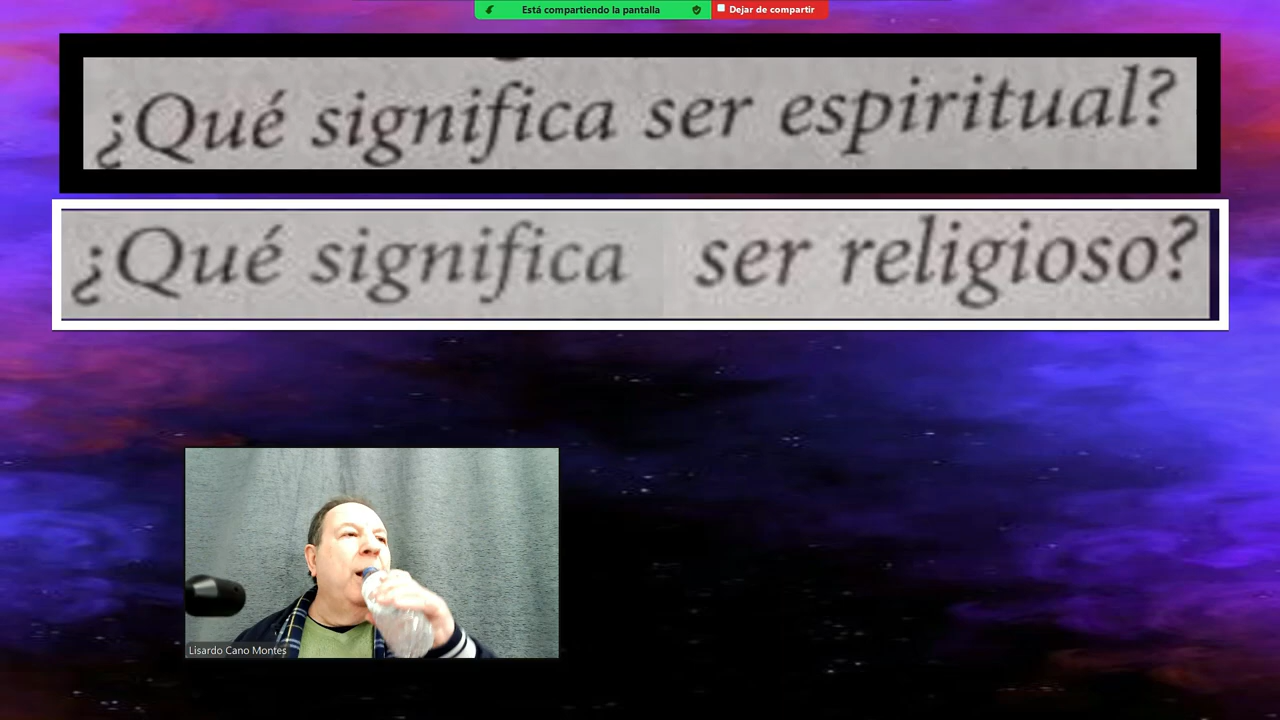 Está compartiendo la pantalla
Dejar de compartir
¿Qué significa ser espiritual?
¿Qué significa ser religioso?
Lisardo Cano Montes